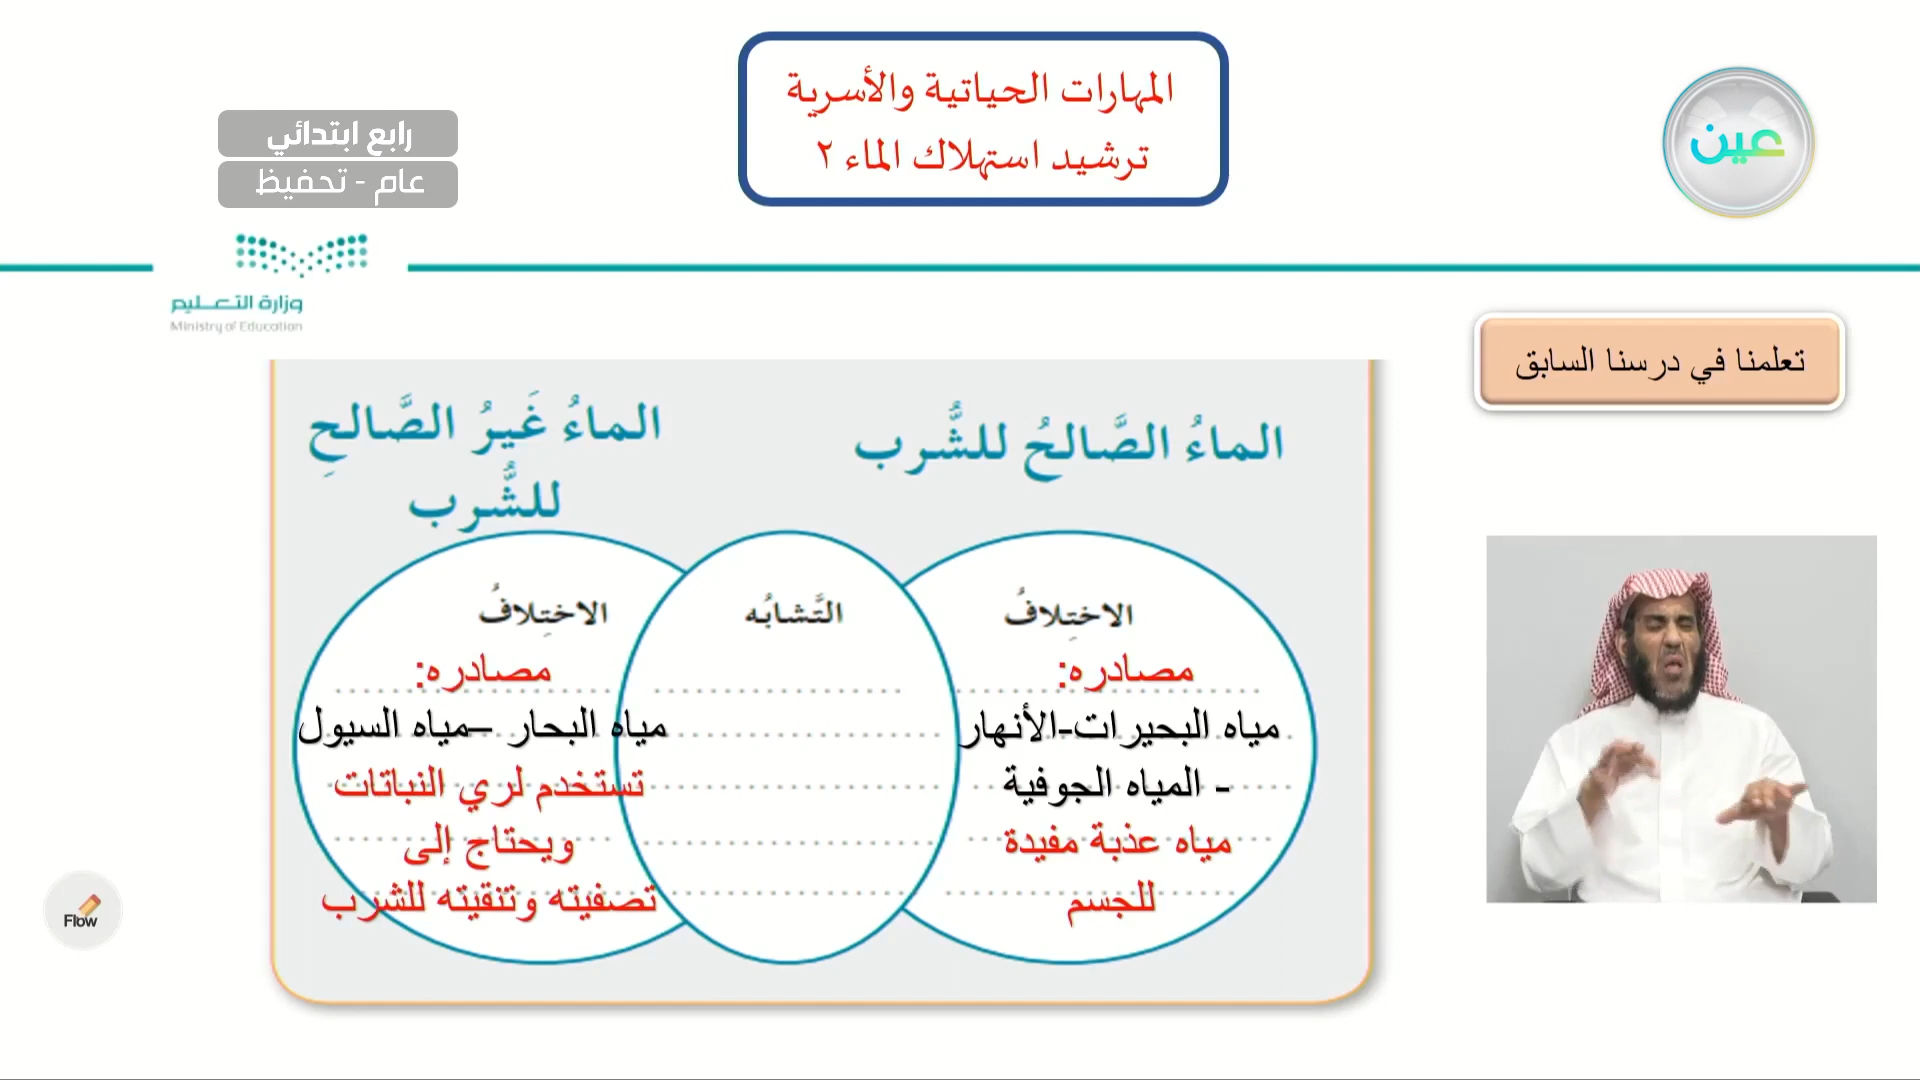 المهارات الحياتية والأسرية
ترشيد استهلاك الماء ٢
عين
رابع ابتدائي
عام - تحفيظ
وزارة التعليم
Ministry of Education
تعلمنا في درسنا السابق
الماءُ الصَّالحُ للشُّرب
الماءُ غَيرُ الصَّالحِ
للشُّرب
الاختِلافُ
مصادره:
مياه البحيرات-الأنهار
- المياه الجوفية
مياه عذبة مفيدة
للجسم
التَّشابُه
الاختِلافُ
مصادره:
مياه البحار –مياه السيول
تستخدم لري النباتات
ويحتاج إلى
تصفيته وتنقيته للشرب
Flow